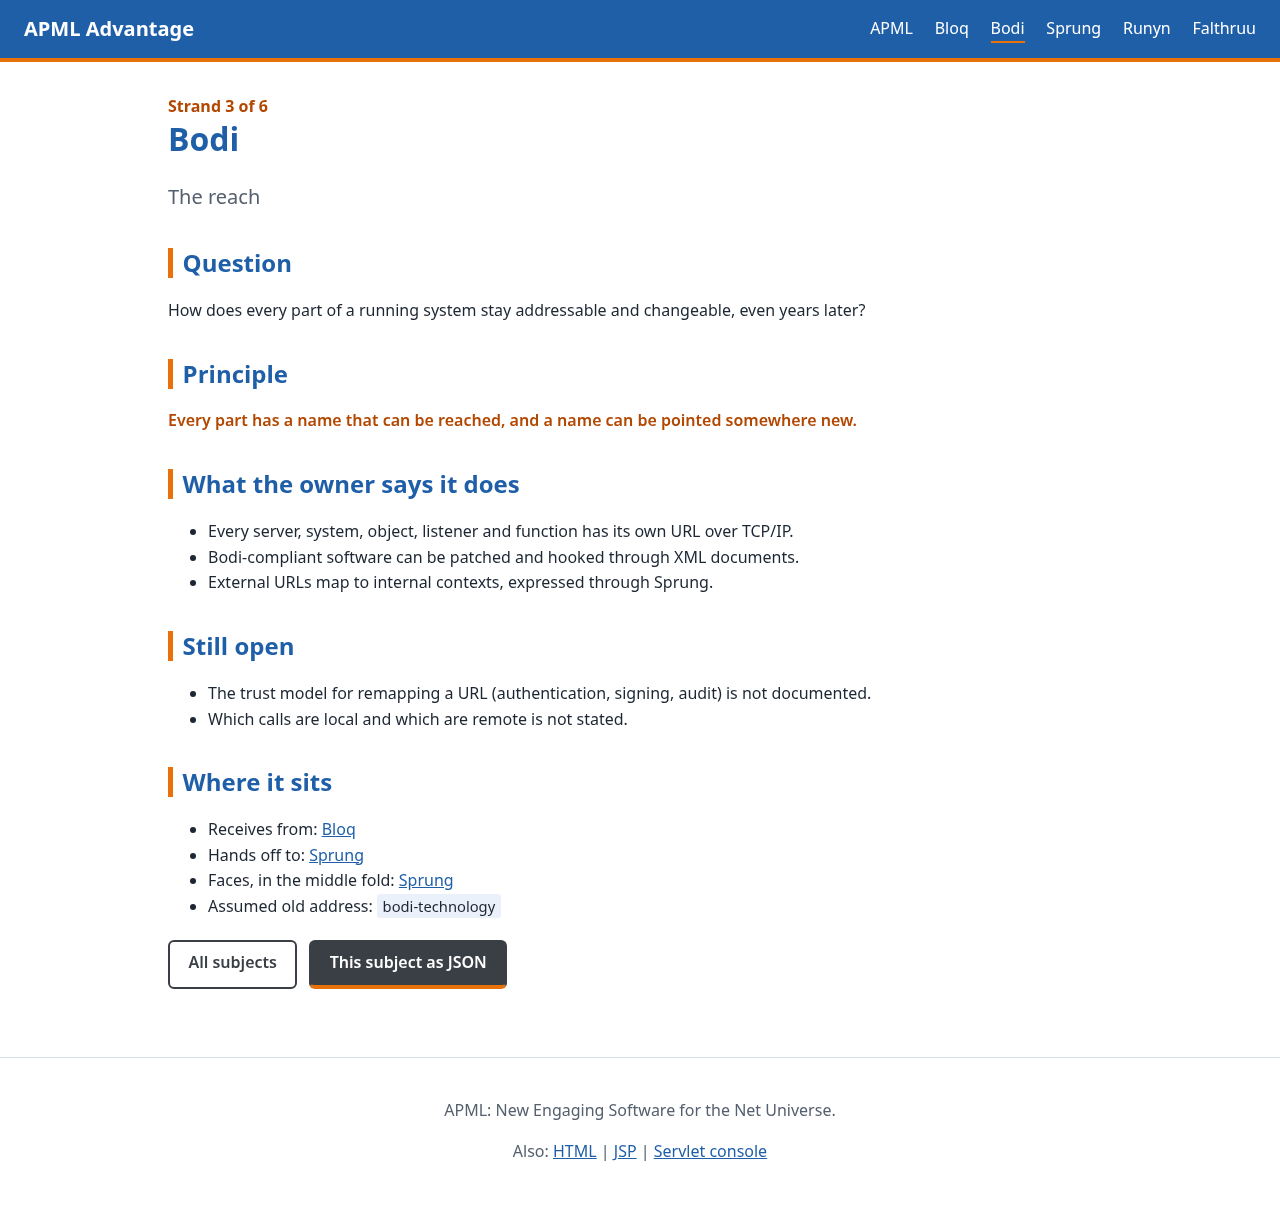 APML Advantage
APML Bloq Bodi Sprung Runyn Falthruu
Strand 3 of 6
Bodi
The reach
Question
How does every part of a running system stay addressable and changeable, even years later?
Principle
Every part has a name that can be reached, and a name can be pointed somewhere new.
What the owner says it does
Every server, system, object, listener and function has its own URL over TCP/IP.
Bodi-compliant software can be patched and hooked through XML documents.
External URLs map to internal contexts, expressed through Sprung.
Still open
The trust model for remapping a URL (authentication, signing, audit) is not documented.
Which calls are local and which are remote is not stated.
Where it sits
Receives from: Bloq
Hands off to: Sprung
Faces, in the middle fold: Sprung
Assumed old address: bodi-technology
All subjects This subject as JSON
APML: New Engaging Software for the Net Universe.
Also: HTML | JSP | Servlet console